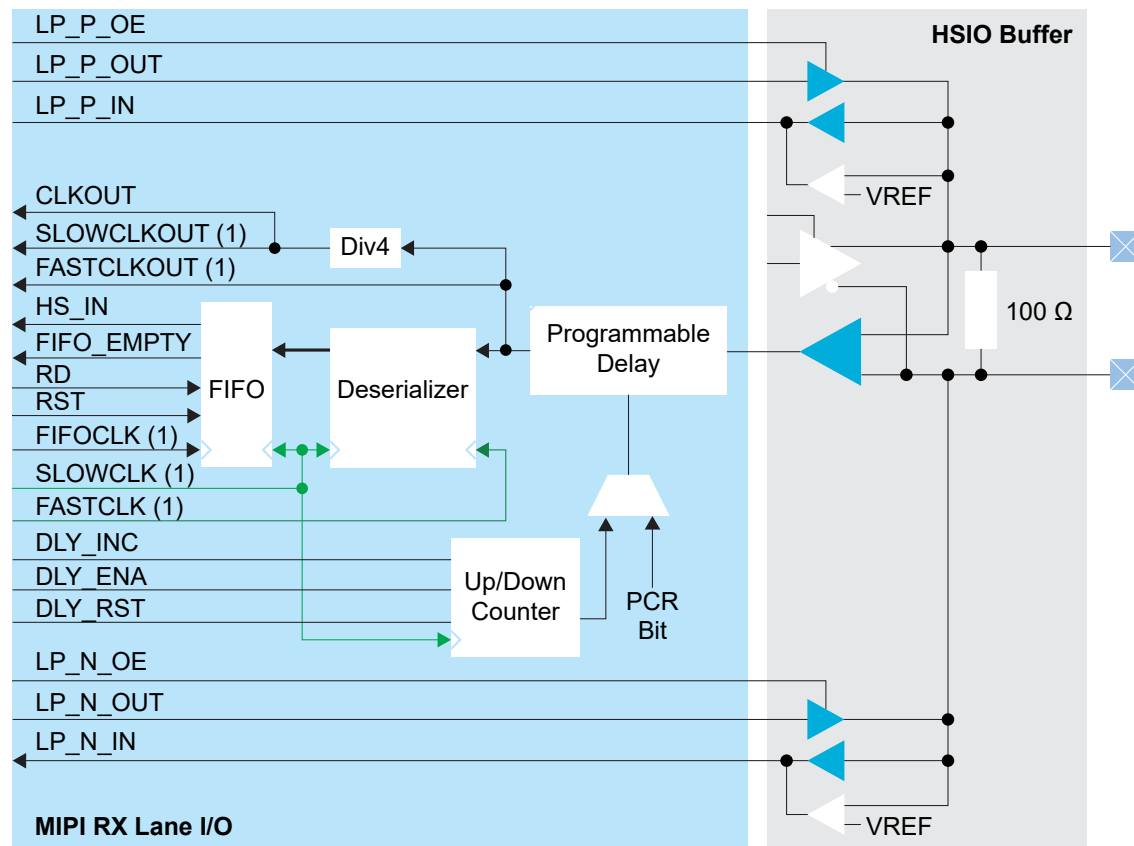 LP_P_OE
HSIO Buffer
LP_P_OUT
LP_P_IN
VREF
CLKOUT
SLOWCLKOUT (1)
Div4
FASTCLKOUT (1)
HS_IN
100 Ω
Programmable
Delay
FIFO_EMPTY
RD
FIFO
Deserializer
RST
FIFOCLK (1)
SLOWCLK (1)
FASTCLK (1)
DLY_INC
DLY_ENA
DLY_RST
Up/Down
Counter
PCR
Bit
LP_N_OE
LP_N_OUT
LP_N_IN
MIPI RX Lane I/O
VREF